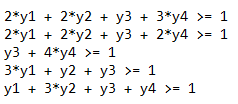 2*y1 + 2*y2 + y3 + 3*y4 >= 1
2*y1 + 2*y2 + y3 + 2*y4 >= 1
y3 + 4*y4 >= 1
3*y1 + y2 + y3 >= 1
y1 + 3*y2 + y3 + y4 >= 1